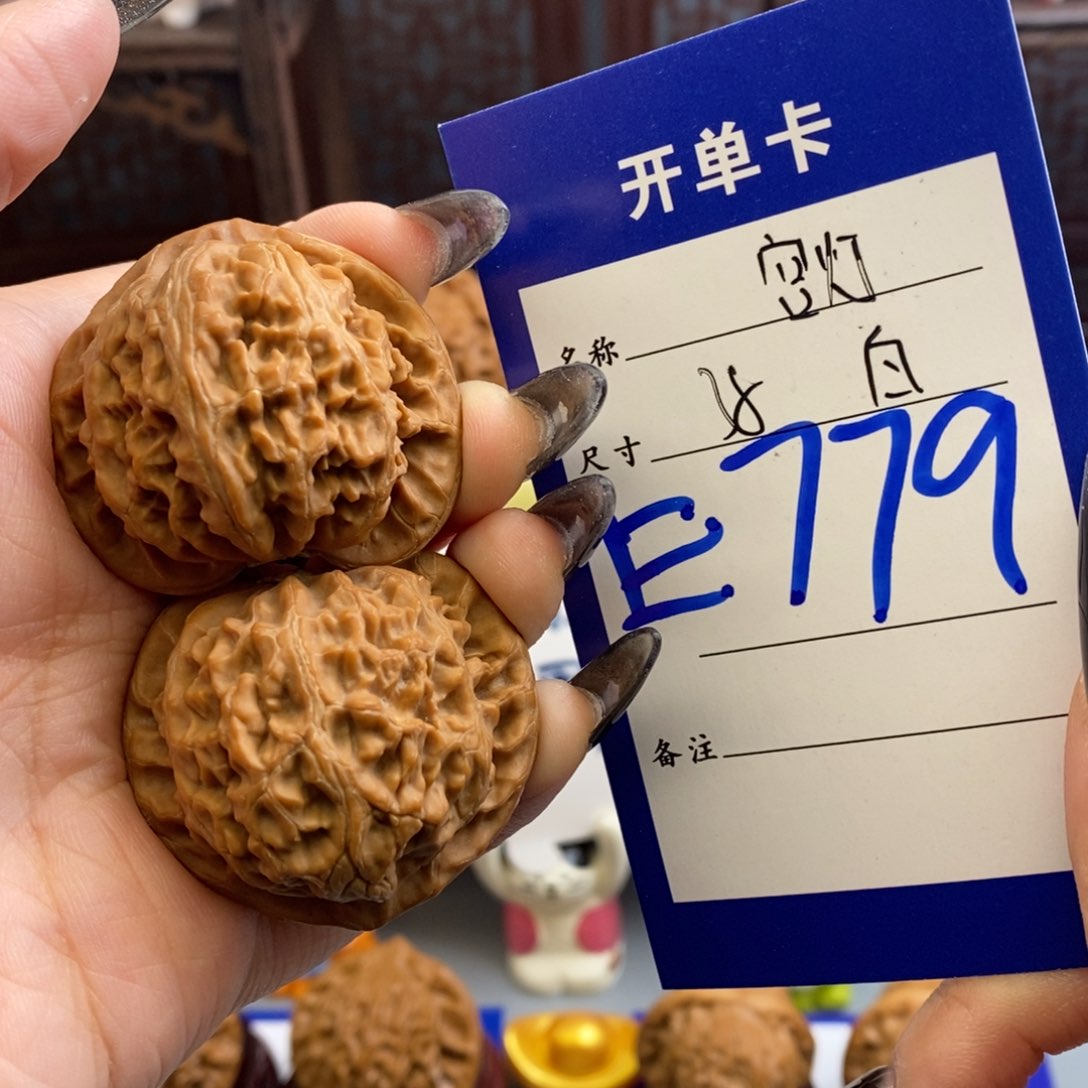 开单卡
名称 宫灯
尺寸 白
E779
备注